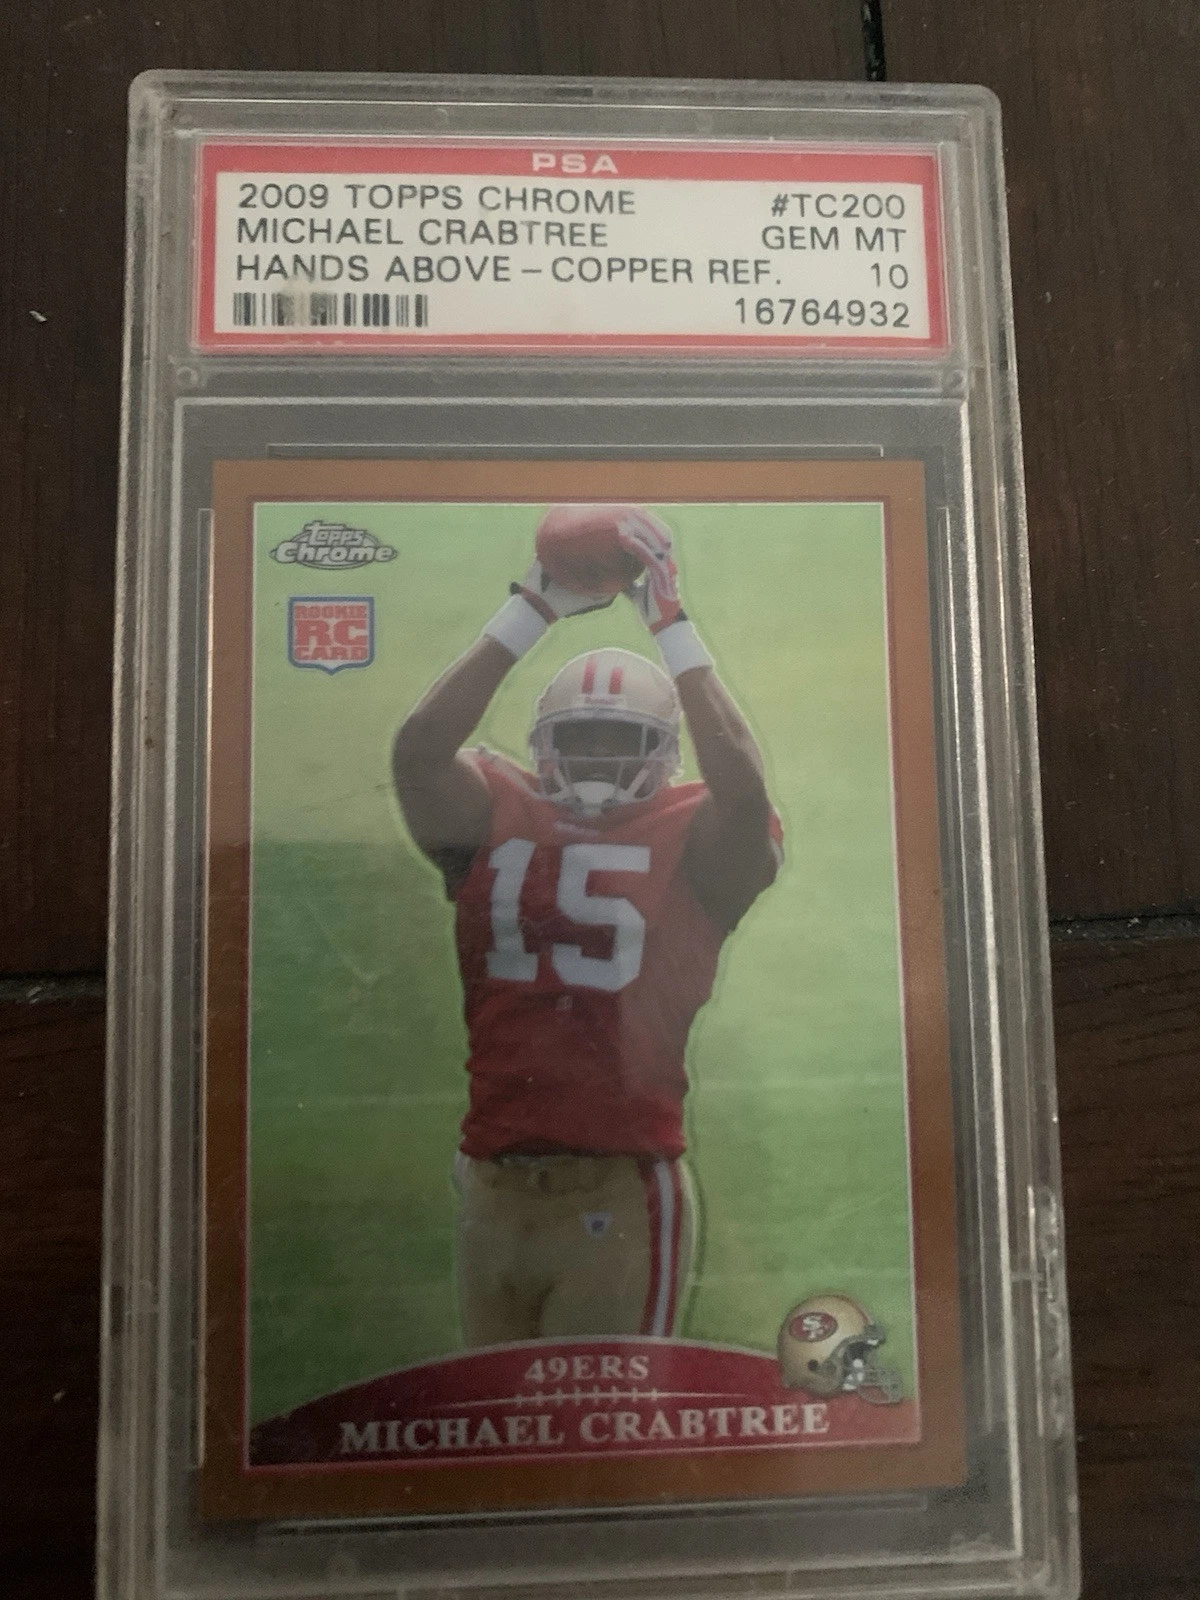 PSA
2009 TOPPS CHROME #TC200
MICHAEL CRABTREE GEM MT
HANDS ABOVE - COPPER REF. 10
16764932
Topps
Chrome
ROOKIE
RC
CARD
15
SF
49ERS
MICHAEL CRABTREE